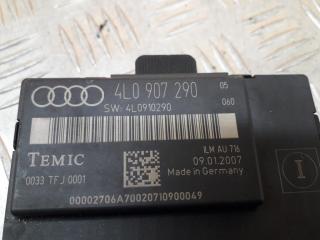 4L0 907 290
05
SW: 4L0910290
060
TEMIC
ILM AU 716
09.01.2007
0033 TFJ 0001
Made in Germany
00002706A70020710900049
I